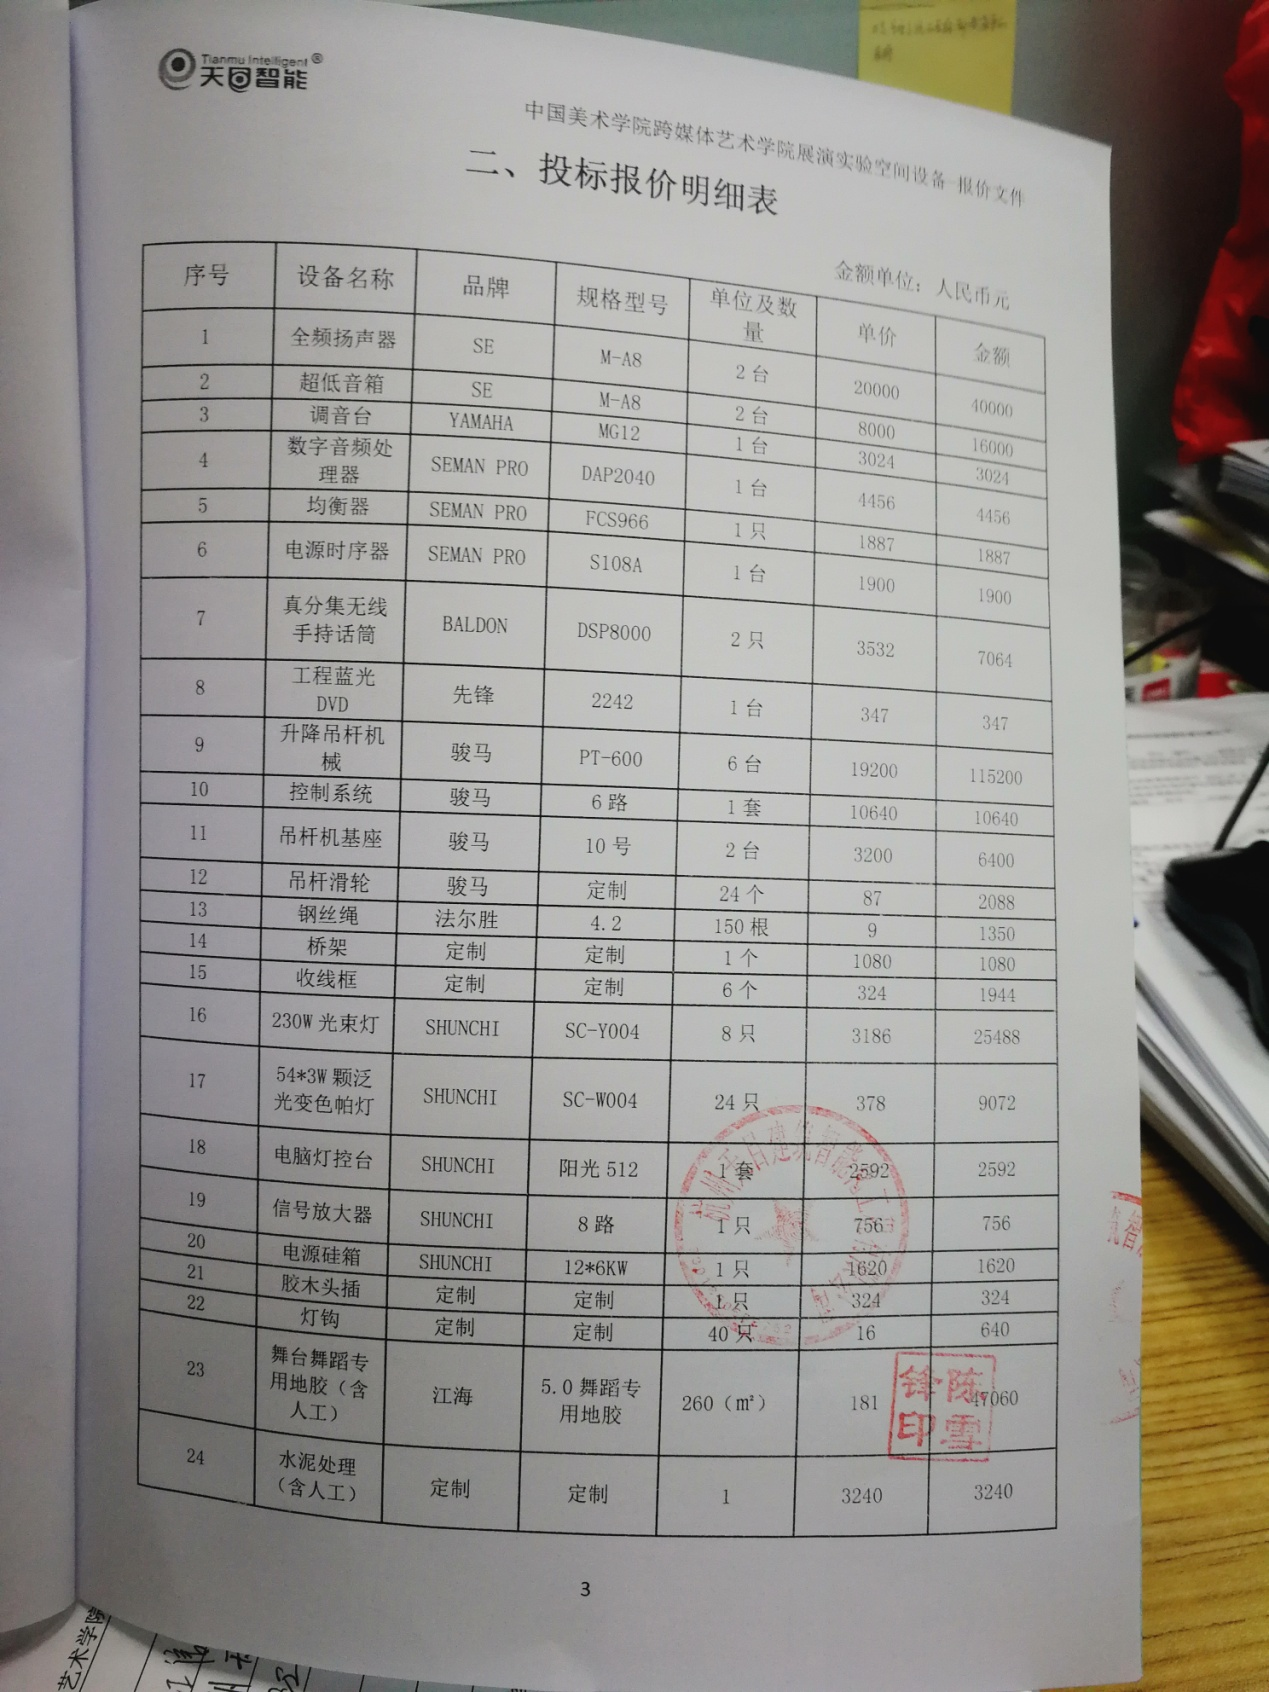 Tianmu Intelligent®
天目智能
中国美术学院跨媒体艺术学院展演实验空间设备-报价文件
二、投标报价明细表
金额单位：人民币元
序号 设备名称 品牌 规格型号 单位及数量 单价 金额
1 全频扬声器 SE M-A8 2台 20000 40000
2 超低音箱 SE M-A8 2台 8000 16000
3 调音台 YAMAHA MG12 1台 3024 3024
4 数字音频处理器 SEMAN PRO DAP2040 1台 4456 4456
5 均衡器 SEMAN PRO FCS966 1只 1887 1887
6 电源时序器 SEMAN PRO S108A 1台 1900 1900
7 真分集无线手持话筒 BALDON DSP8000 2只 3532 7064
8 工程蓝光DVD 先锋 2242 1台 347 347
9 升降吊杆机械 骏马 PT-600 6台 19200 115200
10 控制系统 骏马 6路 1套 10640 10640
11 吊杆机基座 骏马 10号 2台 3200 6400
12 吊杆滑轮 骏马 定制 24个 87 2088
13 钢丝绳 法尔胜 4.2 150根 9 1350
14 桥架 定制 定制 1个 1080 1080
15 收线框 定制 定制 6个 324 1944
16 230W光束灯 SHUNCHI SC-Y004 8只 3186 25488
17 54*3W颗泛光变色帕灯 SHUNCHI SC-W004 24只 378 9072
18 电脑灯控台 SHUNCHI 阳光512 1套 2592 2592
19 信号放大器 SHUNCHI 8路 1只 756 756
20 电源硅箱 SHUNCHI 12*6KW 1只 1620 1620
21 胶木头插 定制 定制 1只 324 324
22 灯钩 定制 定制 40只 16 640
23 舞台舞蹈专用地胶（含人工） 江海 5.0舞蹈专用地胶 260（㎡） 181 47060
24 水泥处理（含人工） 定制 定制 1 3240 3240
陈雪锋印
3
艺术学院